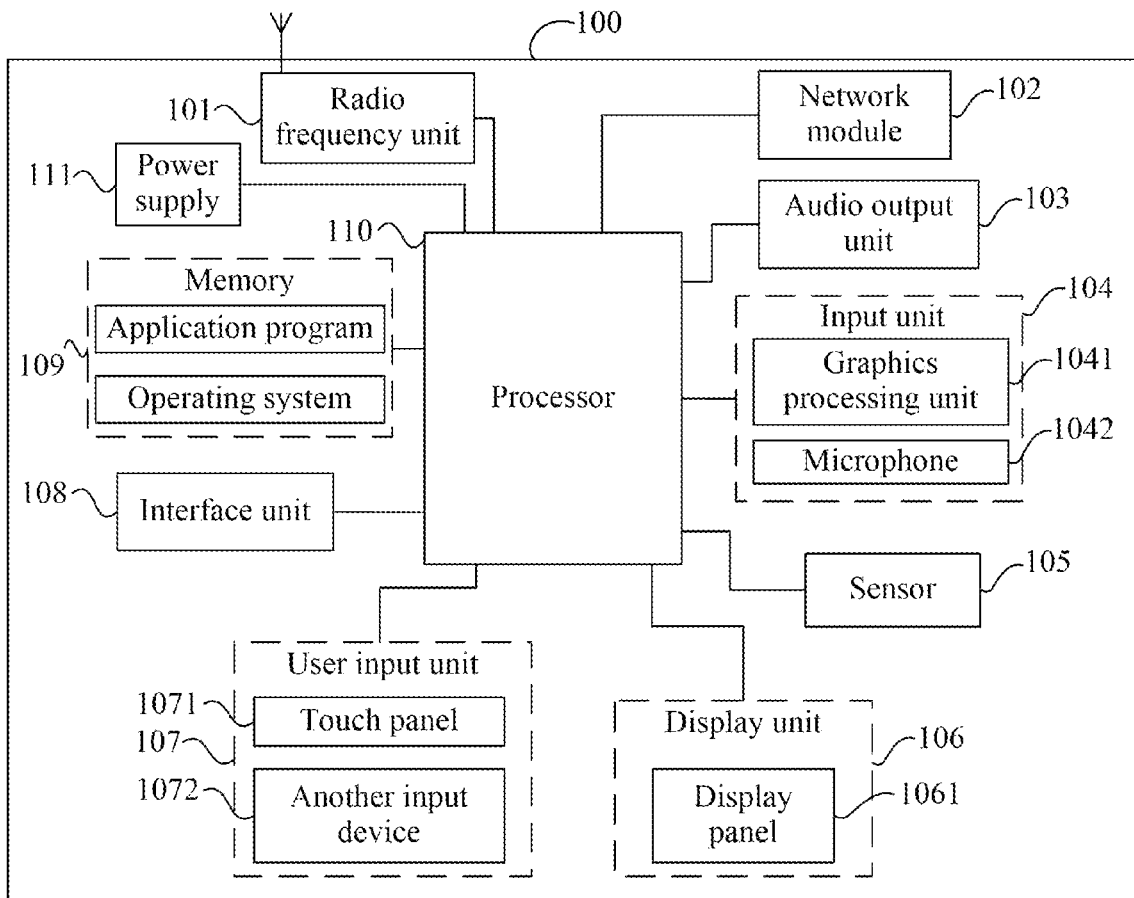 100
101
Radio
frequency unit
Network
module
102
111
Power
supply
110
Audio output
unit
103
Memory
Application program
Operating system
109
Processor
Input unit
104
Graphics
processing unit
1041
Microphone
1042
108
Interface unit
Sensor
105
User input unit
1071
Touch panel
107
1072
Another input
device
Display unit
106
Display
panel
1061